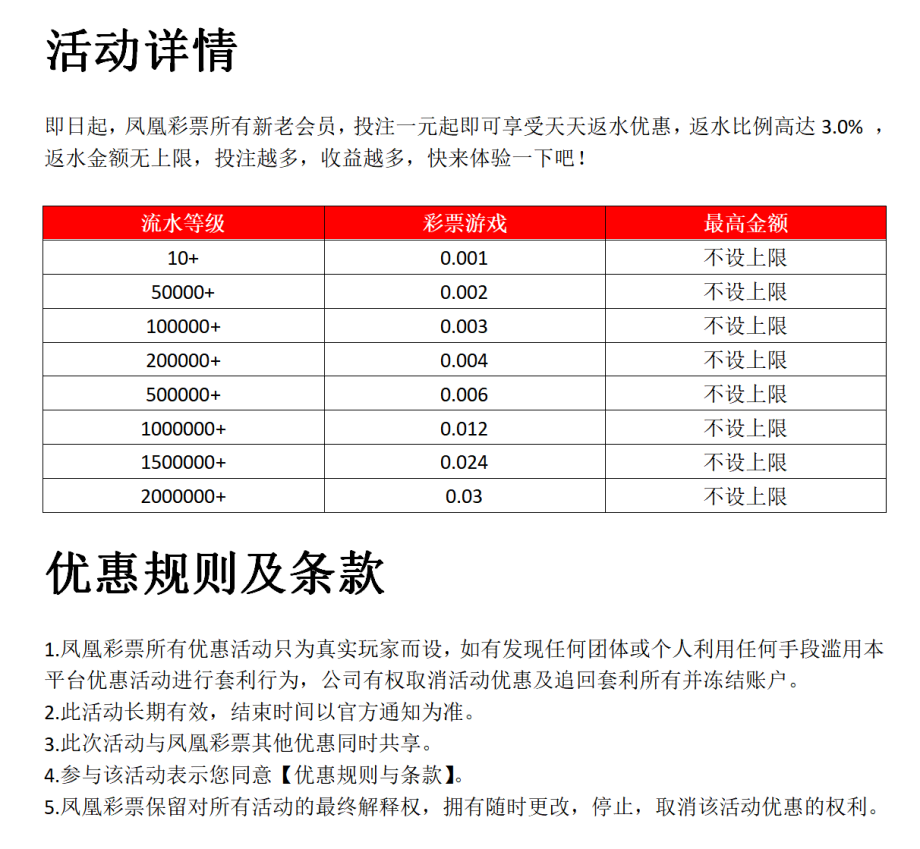 活动详情
即日起，凤凰彩票所有新老会员，投注一元起即可享受天天返水优惠，返水比例高达 3.0% ，
返水金额无上限，投注越多，收益越多，快来体验一下吧！
流水等级 彩票游戏 最高金额
10+ 0.001 不设上限
50000+ 0.002 不设上限
100000+ 0.003 不设上限
200000+ 0.004 不设上限
500000+ 0.006 不设上限
1000000+ 0.012 不设上限
1500000+ 0.024 不设上限
2000000+ 0.03 不设上限
优惠规则及条款
1.凤凰彩票所有优惠活动只为真实玩家而设，如有发现任何团体或个人利用任何手段滥用本
平台优惠活动进行套利行为，公司有权取消活动优惠及追回套利所有并冻结账户。
2.此活动长期有效，结束时间以官方通知为准。
3.此次活动与凤凰彩票其他优惠同时共享。
4.参与该活动表示您同意【优惠规则与条款】。
5.凤凰彩票保留对所有活动的最终解释权，拥有随时更改，停止，取消该活动优惠的权利。